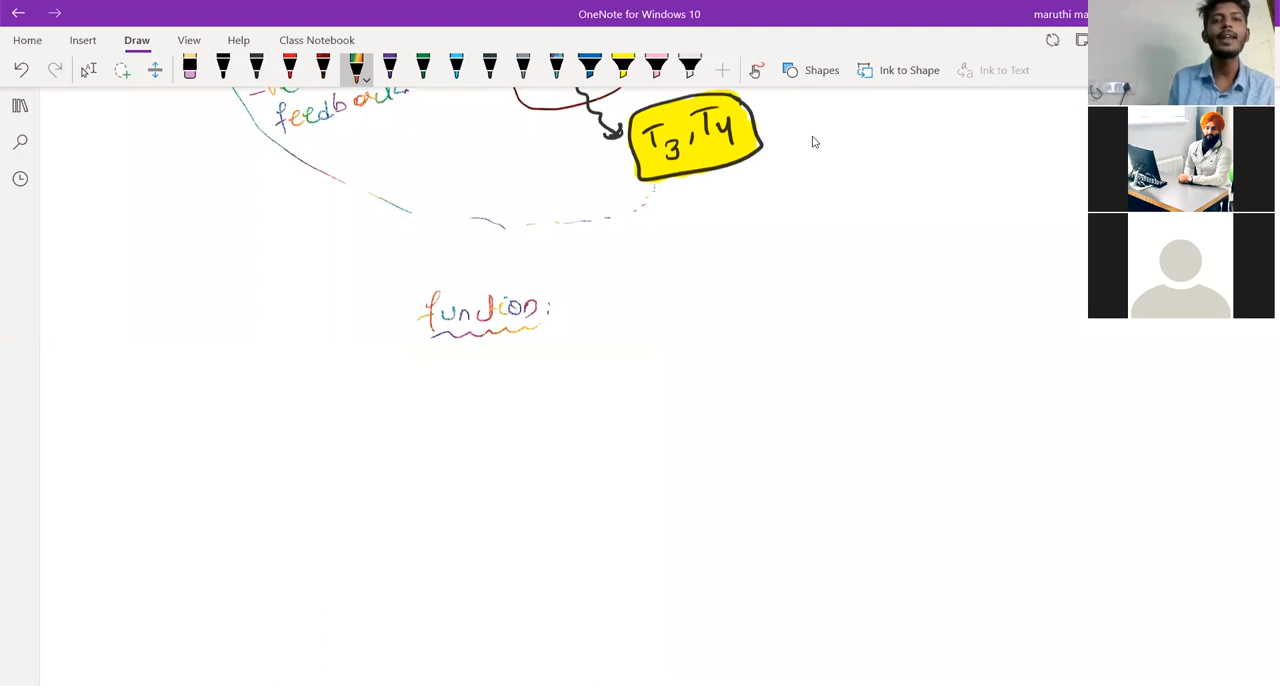 OneNote for Windows 10
maruthi ma
Home Insert Draw View Help Class Notebook
Shapes Ink to Shape Ink to Text
-ve
feedback
T3, T4
function: